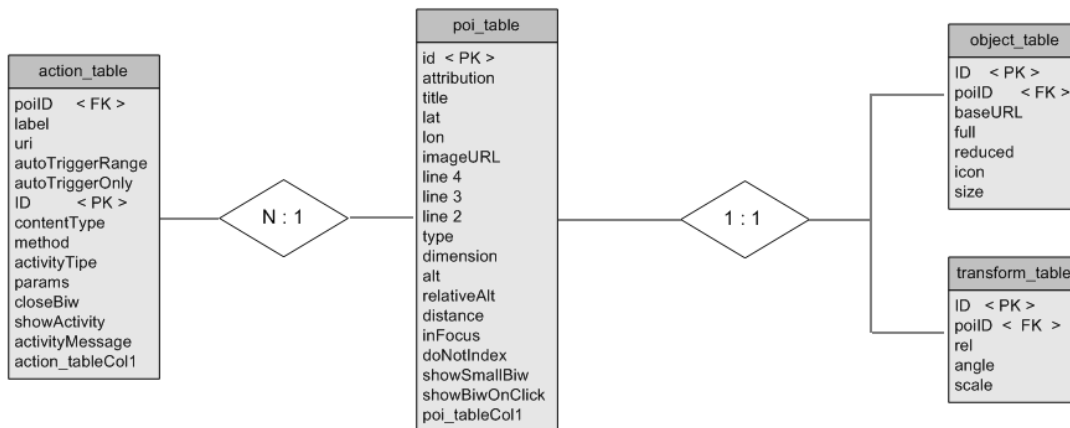 action_table
poiID < FK >
label
uri
autoTriggerRange
autoTriggerOnly
ID < PK >
contentType
method
activityTipe
params
closeBiw
showActivity
activityMessage
action_tableCol1
N : 1
poi_table
id < PK >
attribution
title
lat
lon
imageURL
line 4
line 3
line 2
type
dimension
alt
relativeAlt
distance
inFocus
doNotIndex
showSmallBiw
showBiwOnClick
poi_tableCol1
1 : 1
object_table
ID < PK >
poiID < FK >
baseURL
full
reduced
icon
size
transform_table
ID < PK >
poiID < FK >
rel
angle
scale